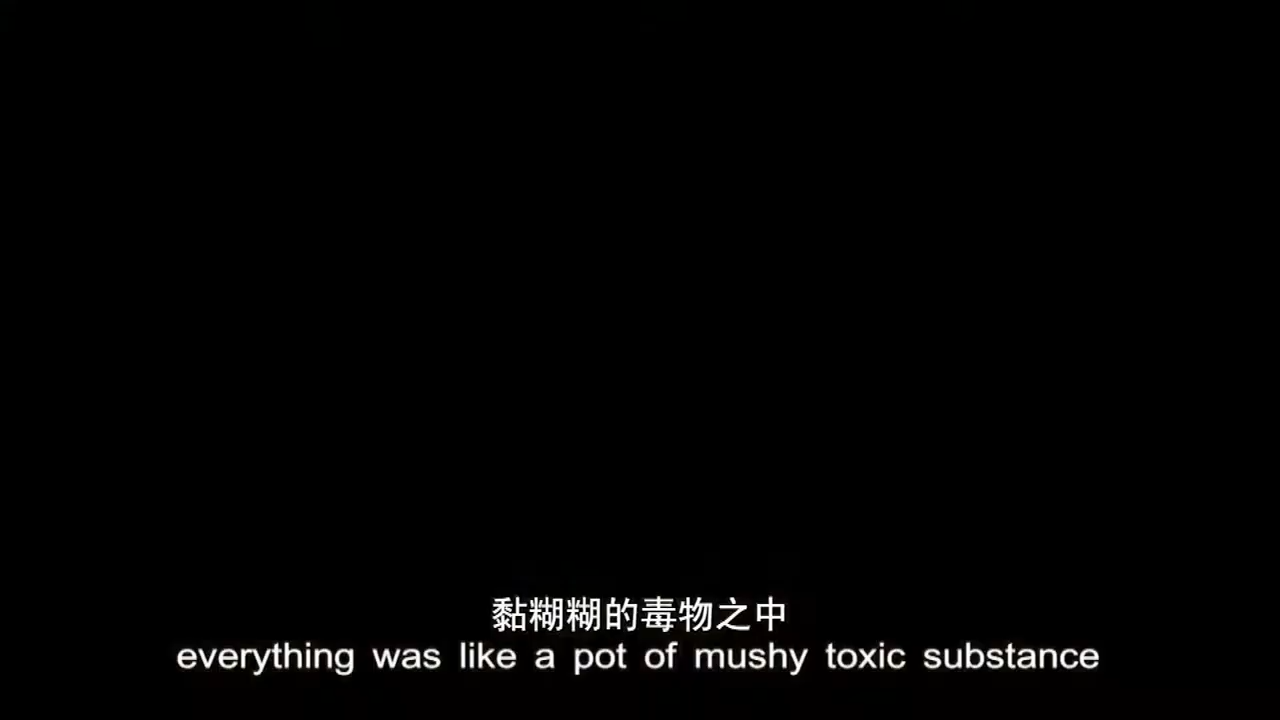 黏糊糊的毒物之中
everything was like a pot of mushy toxic substance